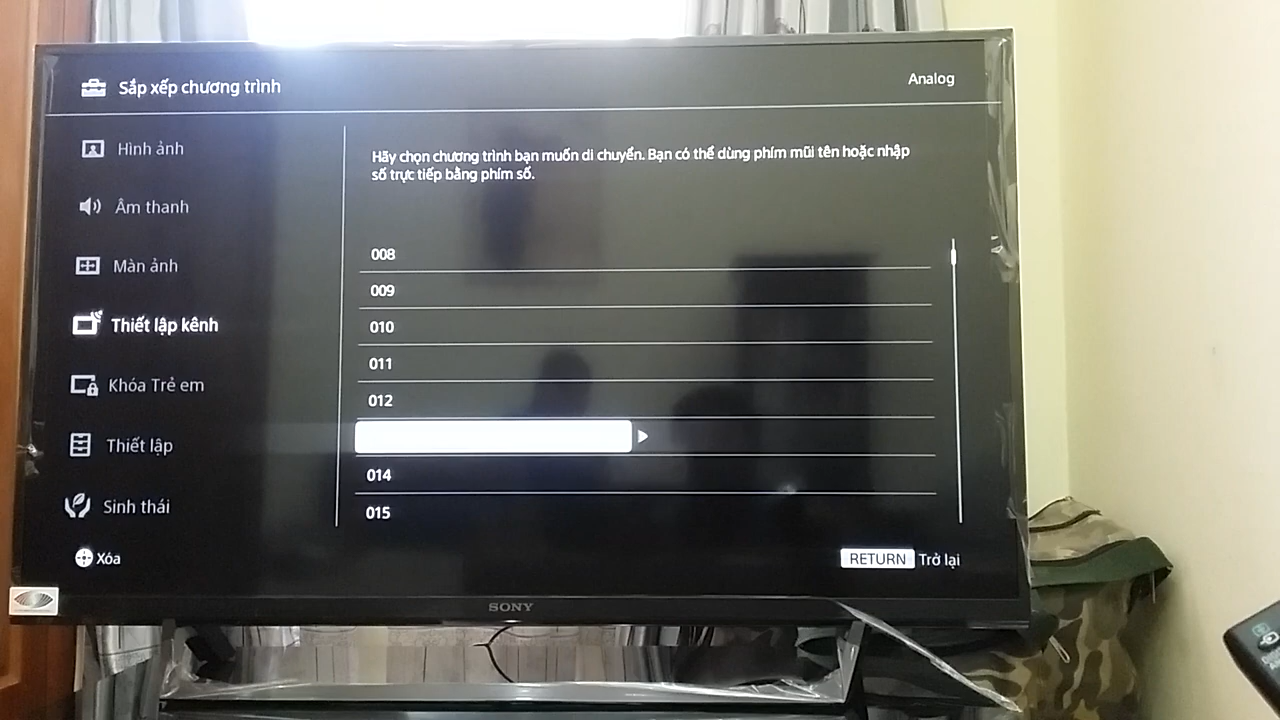 Sắp xếp chương trình
Analog
Hình ảnh
Âm thanh
Màn ảnh
Thiết lập kênh
Khóa Trẻ em
Thiết lập
Sinh thái
Hãy chọn chương trình bạn muốn di chuyển. Bạn có thể dùng phím mũi tên hoặc nhập
số trực tiếp bằng phím số.
008
009
010
011
012
014
015
Xóa
RETURN Trở lại
SONY